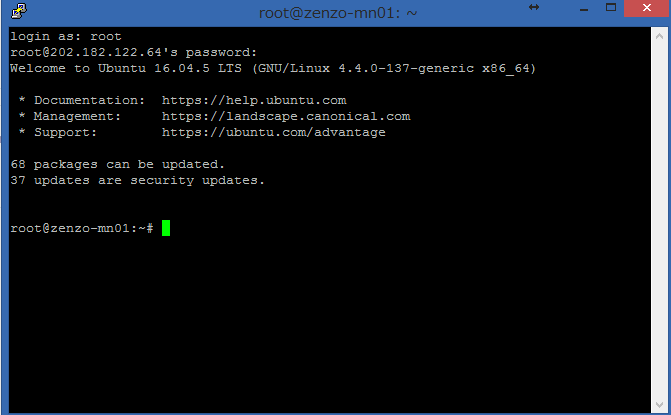 root@zenzo-mn01: ~
login as: root
root@202.182.122.64's password:
Welcome to Ubuntu 16.04.5 LTS (GNU/Linux 4.4.0-137-generic x86_64)
* Documentation:  https://help.ubuntu.com
* Management:     https://landscape.canonical.com
* Support:        https://ubuntu.com/advantage
68 packages can be updated.
37 updates are security updates.
root@zenzo-mn01:~#